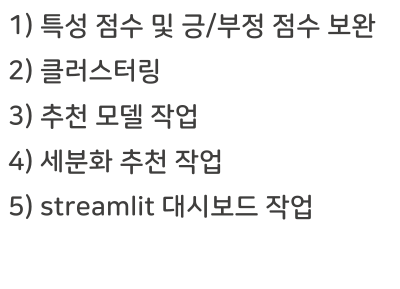 1) 특성 점수 및 긍/부정 점수 보완
2) 클러스터링
3) 추천 모델 작업
4) 세분화 추천 작업
5) streamlit 대시보드 작업